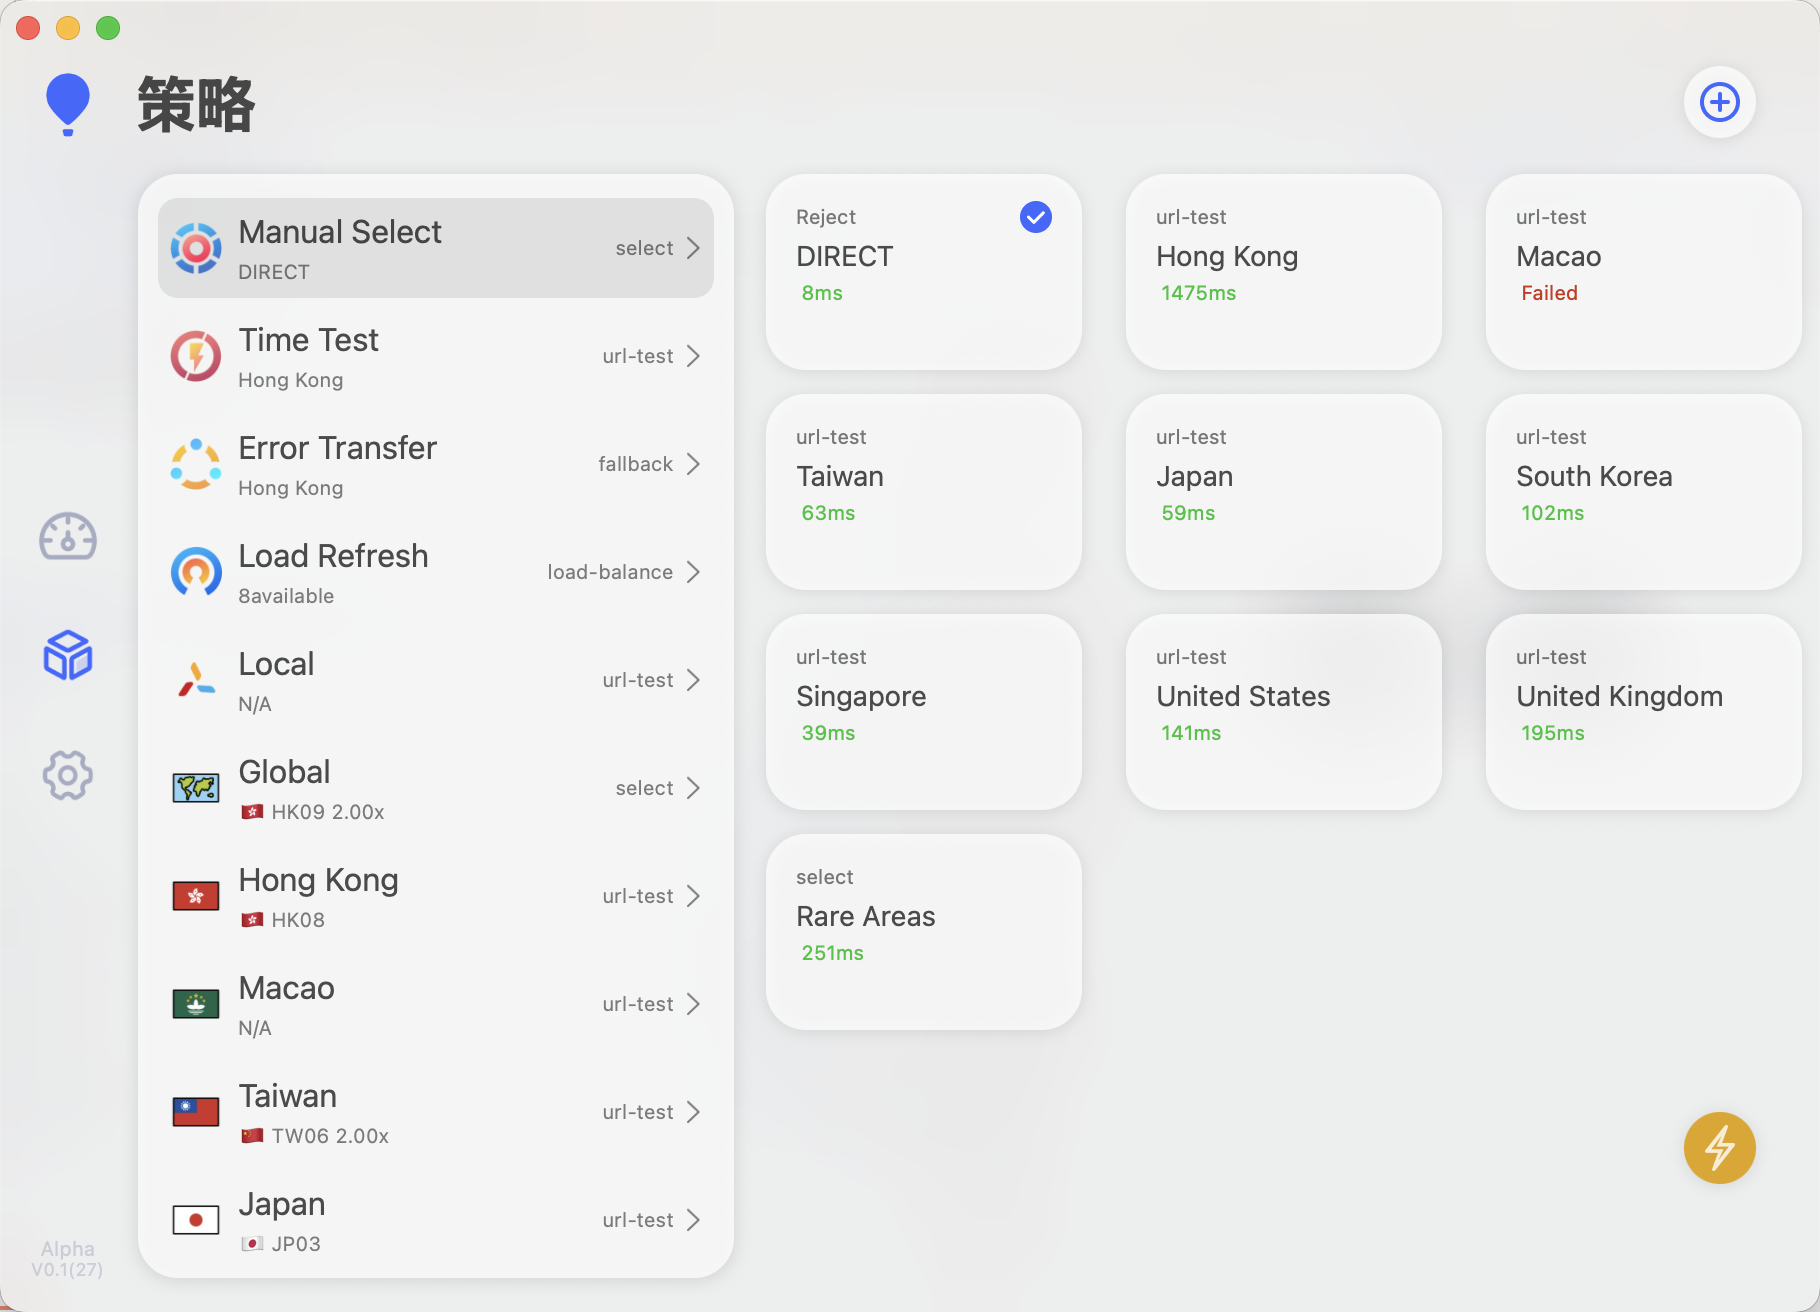 策略
Manual Select
DIRECT
select
Time Test
Hong Kong
url-test
Error Transfer
Hong Kong
fallback
Load Refresh
8available
load-balance
Local
N/A
url-test
Global
🇭🇰 HK09 2.00x
select
Hong Kong
🇭🇰 HK08
url-test
Macao
N/A
url-test
Taiwan
🇨🇳 TW06 2.00x
url-test
Japan
🇯🇵 JP03
url-test
Reject
DIRECT
8ms
url-test
Hong Kong
1475ms
url-test
Macao
Failed
url-test
Taiwan
63ms
url-test
Japan
59ms
url-test
South Korea
102ms
url-test
Singapore
39ms
url-test
United States
141ms
url-test
United Kingdom
195ms
select
Rare Areas
251ms
Alpha
V0.1(27)